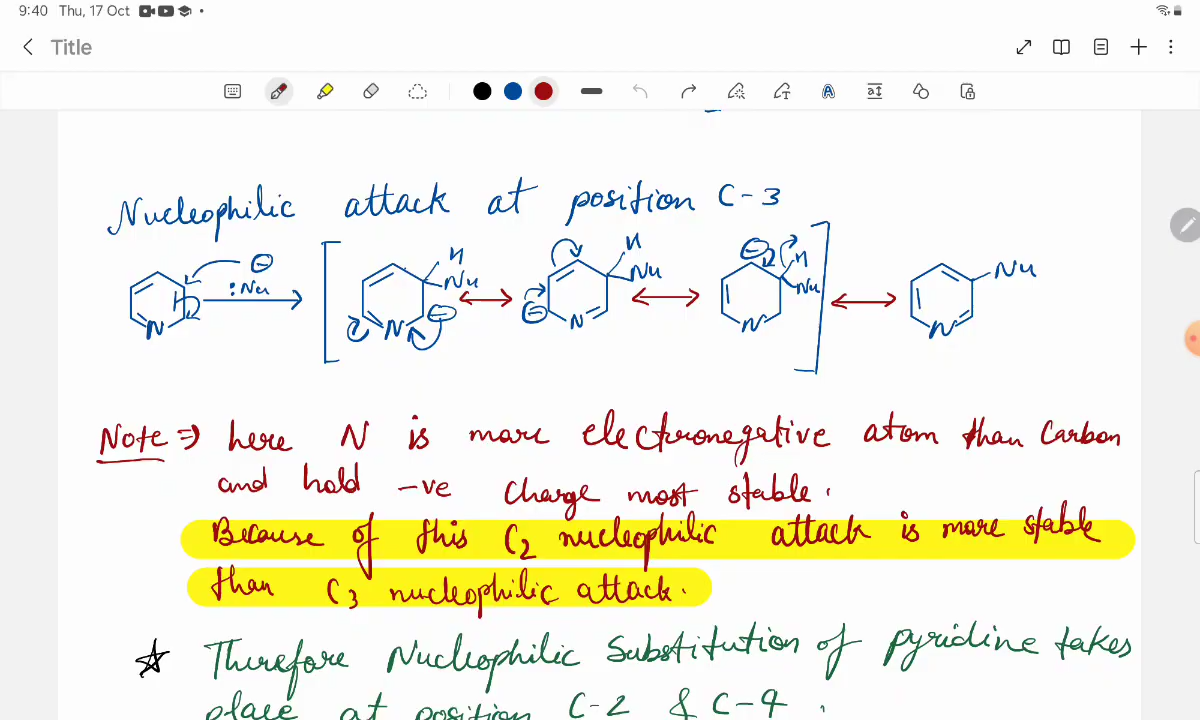 9:40 Thu, 17 Oct
Title
Nucleophilic attack at position C-3
⊖ H ⊖ H ⊖ H Nu
:Nu Nu Nu Nu
N N ⊖ ⊖ N N N
Note ⇒ here N is more electronegative atom than Carbon
and hold -ve charge most stable.
Because of this C2 nucleophilic attack is more stable
than C3 nucleophilic attack.
☆ Therefore Nucleophilic Substitution of pyridine takes
place at position C-2 & C-4.